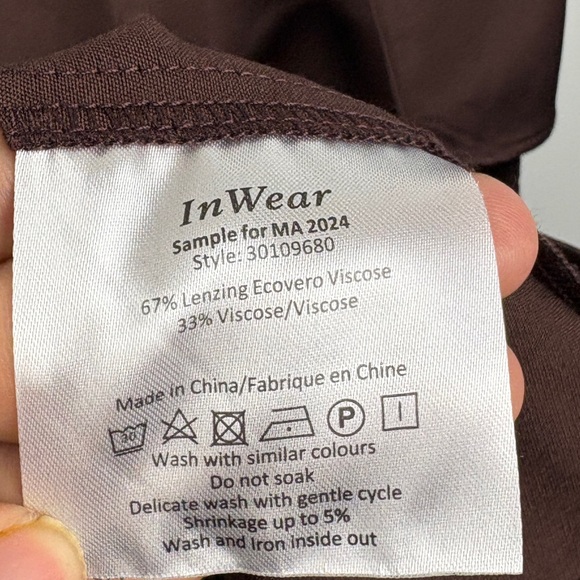 InWear
Sample for MA 2024
Style: 30109680
67% Lenzing Ecovero Viscose
33% Viscose/Viscose
Made in China/Fabrique en Chine
30 P
Wash with similar colours
Do not soak
Delicate wash with gentle cycle
Shrinkage up to 5%
Wash and Iron inside out